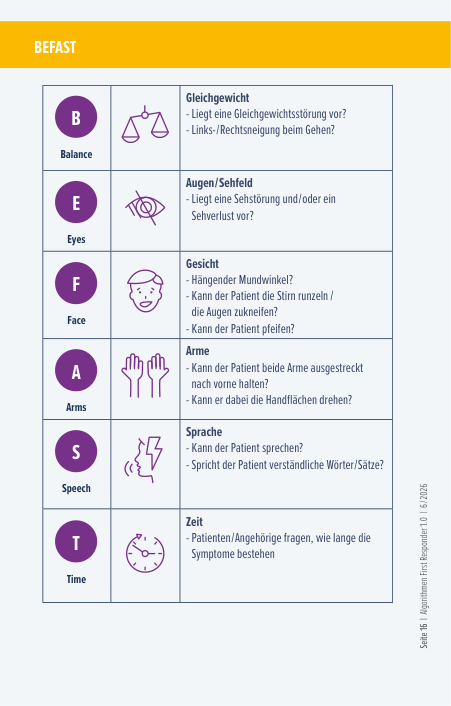 BEFAST
B
Balance
Gleichgewicht
- Liegt eine Gleichgewichtsstörung vor?
- Links-/Rechtsneigung beim Gehen?
E
Eyes
Augen/Sehfeld
- Liegt eine Sehstörung und/oder ein
Sehverlust vor?
F
Face
Gesicht
- Hängender Mundwinkel?
- Kann der Patient die Stirn runzeln /
die Augen zukneifen?
- Kann der Patient pfeifen?
A
Arms
Arme
- Kann der Patient beide Arme ausgestreckt
nach vorne halten?
- Kann er dabei die Handflächen drehen?
S
Speech
Sprache
- Kann der Patient sprechen?
- Spricht der Patient verständliche Wörter/Sätze?
T
Time
Zeit
- Patienten/Angehörige fragen, wie lange die
Symptome bestehen
Seite 16 | Algorithmen First Responder 1.0 | 6/2026